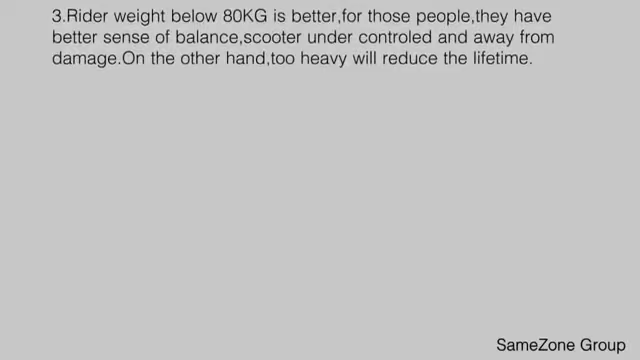 3.Rider weight below 80KG is better,for those people,they have
better sense of balance,scooter under controled and away from
damage.On the other hand,too heavy will reduce the lifetime.
SameZone Group